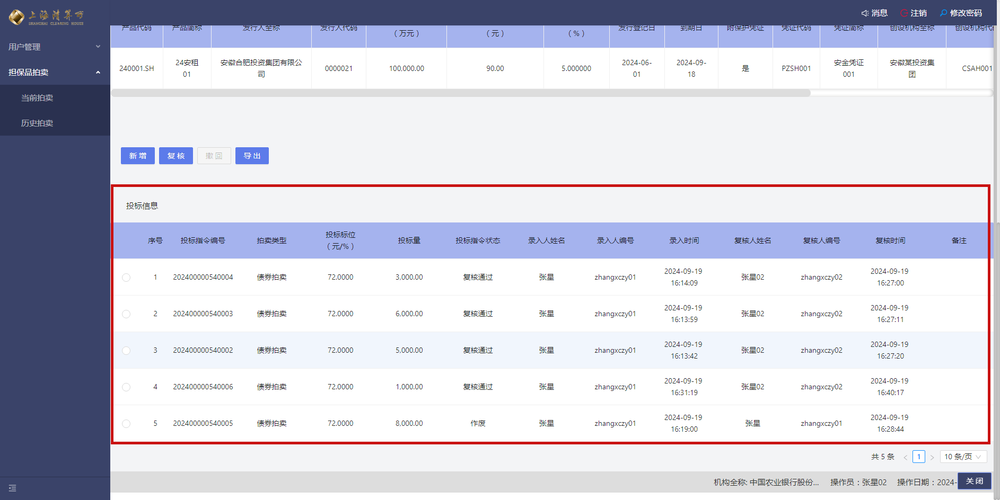 上海清算所
SHANGHAI CLEARING HOUSE
消息
注销
修改密码
用户管理
担保品拍卖
当前拍卖
历史拍卖
产品代码 产品简称 发行人全称 发行人代码 （万元） （元） （%） 发行登记日 到期日 附保护凭证 凭证代码 凭证简称 创设机构全称 创设机构代
240001.SH 24安租01 安徽合肥投资集团有限公司 0000021 100,000.00 90.00 5.000000 2024-06-01 2024-09-18 是 PZSH001 安金凭证001 安徽某投资集团 CSAH001
新增 复核 撤回 导出
投标信息
序号 投标指令编号 拍卖类型 投标标位（元/%） 投标量 投标指令状态 录入人姓名 录入人编号 录入时间 复核人姓名 复核人编号 复核时间 备注
1 202400000540004 债券拍卖 72.0000 3,000.00 复核通过 张星 zhangxczy01 2024-09-19 16:14:09 张星02 zhangxczy02 2024-09-19 16:27:00
2 202400000540003 债券拍卖 72.0000 6,000.00 复核通过 张星 zhangxczy01 2024-09-19 16:13:59 张星02 zhangxczy02 2024-09-19 16:27:11
3 202400000540002 债券拍卖 72.0000 5,000.00 复核通过 张星 zhangxczy01 2024-09-19 16:13:42 张星02 zhangxczy02 2024-09-19 16:27:20
4 202400000540006 债券拍卖 72.0000 1,000.00 复核通过 张星 zhangxczy01 2024-09-19 16:31:19 张星02 zhangxczy02 2024-09-19 16:40:17
5 202400000540005 债券拍卖 72.0000 8,000.00 作废 张星 zhangxczy01 2024-09-19 16:19:00 张星 zhangxczy01 2024-09-19 16:28:44
共 5 条 < 1 > 10 条/页
机构全称: 中国农业银行股份... 操作员：张星02 操作日期：2024- 关闭